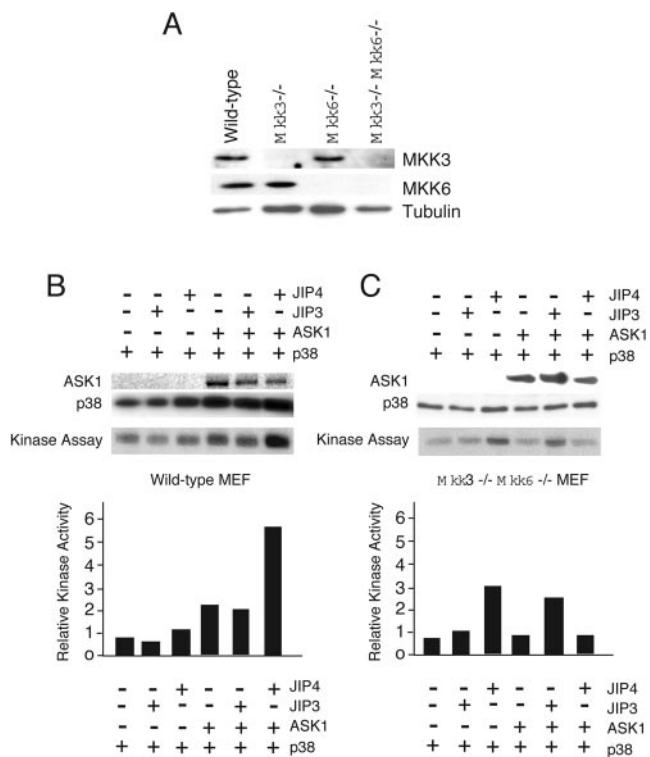 A
Wild-type
Mkk3-/-
Mkk6-/-
Mkk3-/- Mkk6-/-
MKK3
MKK6
Tubulin
B
- - + - - + JIP4
- + - - + - JIP3
- - - + + + ASK1
+ + + + + + p38
ASK1
p38
Kinase Assay
Wild-type MEF
Relative Kinase Activity
6
5
4
3
2
1
0
- - + - - + JIP4
- + - - + - JIP3
- - - + + + ASK1
+ + + + + + p38
C
- - + - - + JIP4
- + - - + - JIP3
- - - + + + ASK1
+ + + + + + p38
ASK1
p38
Kinase Assay
Mkk3 -/- Mkk6 -/- MEF
Relative Kinase Activity
6
5
4
3
2
1
0
- - + - - + JIP4
- + - - + - JIP3
- - - + + + ASK1
+ + + + + + p38